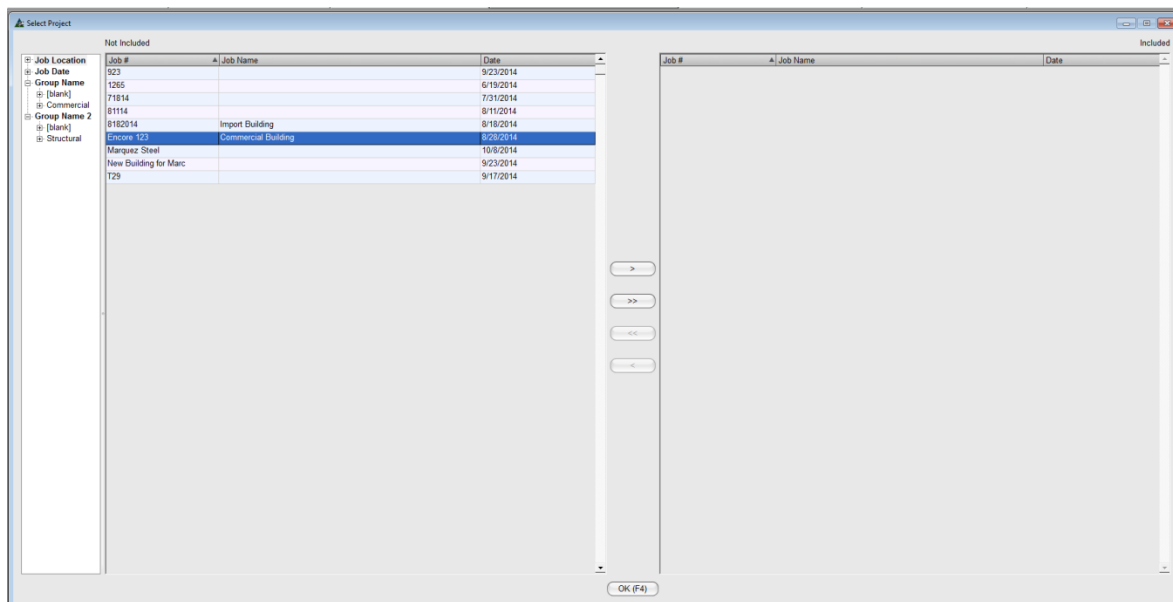 Select Project
Not Included
Included
Job Location
Job Date
Group Name
[blank]
Commercial
Group Name 2
[blank]
Structural
Job # Job Name Date
923 9/23/2014
1265 6/19/2014
71814 7/31/2014
81114 8/11/2014
8182014 Import Building 8/18/2014
Encore 123 Commercial Building 8/28/2014
Marquez Steel 10/8/2014
New Building for Marc 9/23/2014
T29 9/17/2014
>
>>
<<
<
Job # Job Name Date
OK (F4)